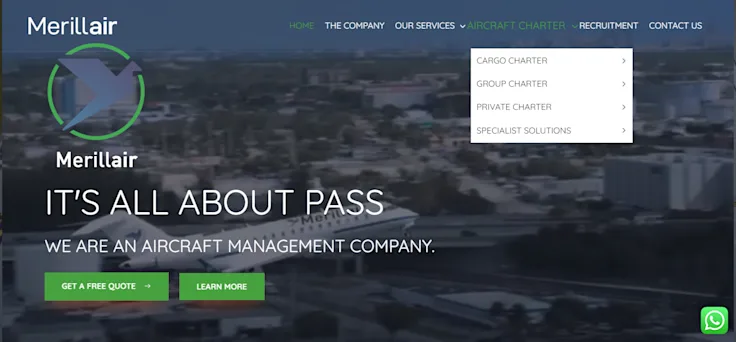 Merillair
HOME THE COMPANY OUR SERVICES AIRCRAFT CHARTER RECRUITMENT CONTACT US
CARGO CHARTER
GROUP CHARTER
PRIVATE CHARTER
SPECIALIST SOLUTIONS
Merillair
IT'S ALL ABOUT PASS
Merillair
WE ARE AN AIRCRAFT MANAGEMENT COMPANY.
GET A FREE QUOTE →
LEARN MORE